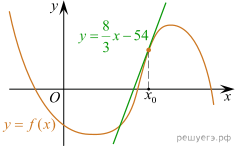 y
y = 8/3 x − 54
O
x₀
x
y = f(x)
решуегэ.рф